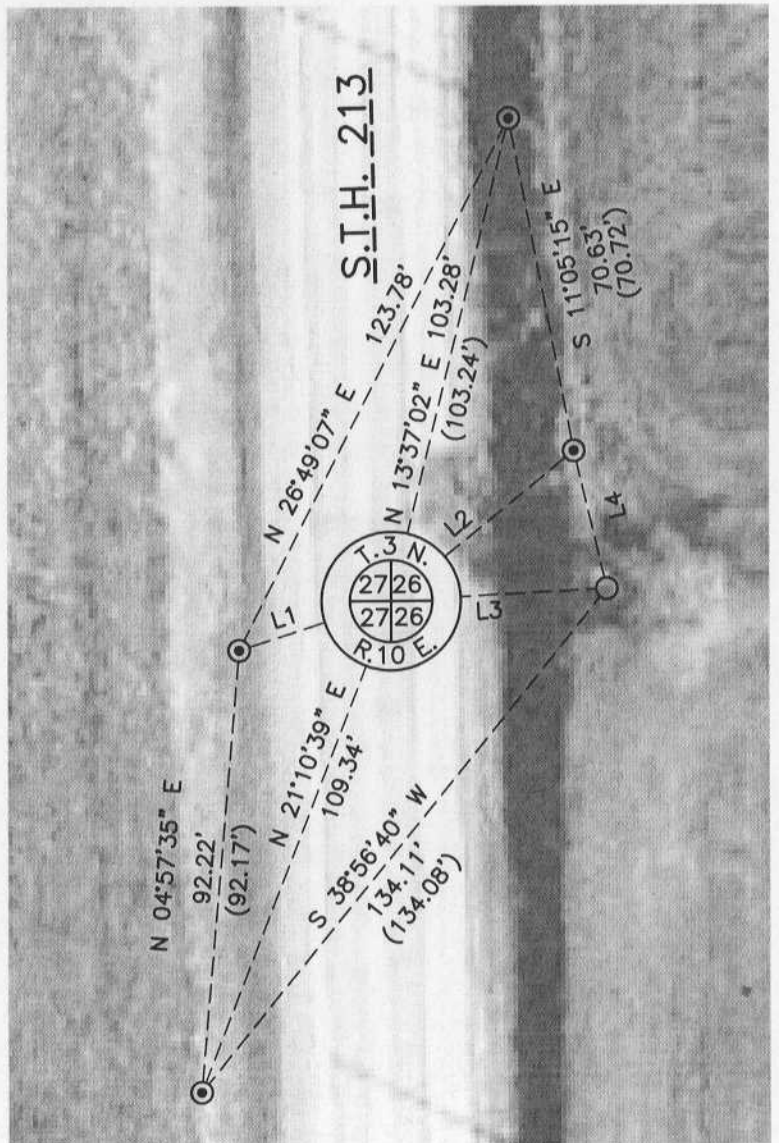 S.T.H. 213
N 26°49'07" E
123.78'
N 13°37'02" E 103.28'
(103.24')
S 11°05'15" E
70.63'
(70.72')
L1
L2
L3
L4
T. 3 N.
27 26
27 26
R. 10 E.
N 04°57'35" E
92.22'
(92.17')
N 21°10'39" E
109.34'
S 38°56'40" W
134.11'
(134.08')